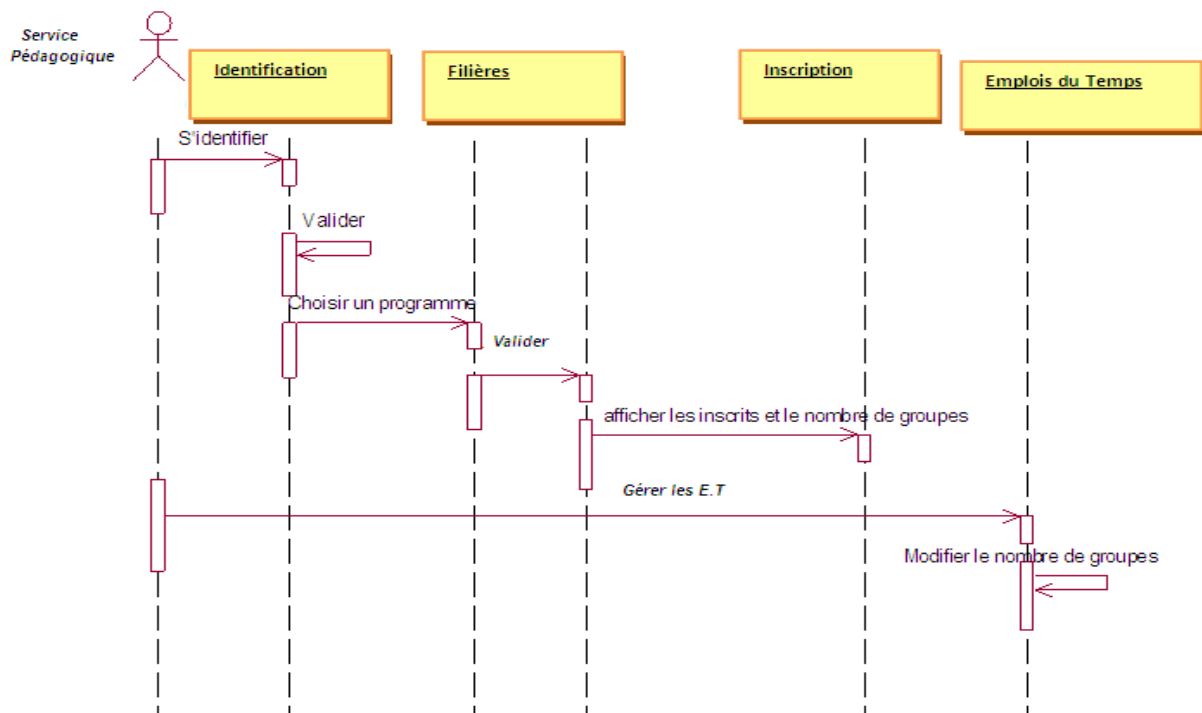 Service
Pédagogique
Identification
Filières
Inscription
Emplois du Temps
S'identifier
Valider
Choisir un programme
Valider
afficher les inscrits et le nombre de groupes
Gérer les E.T
Modifier le nombre de groupes